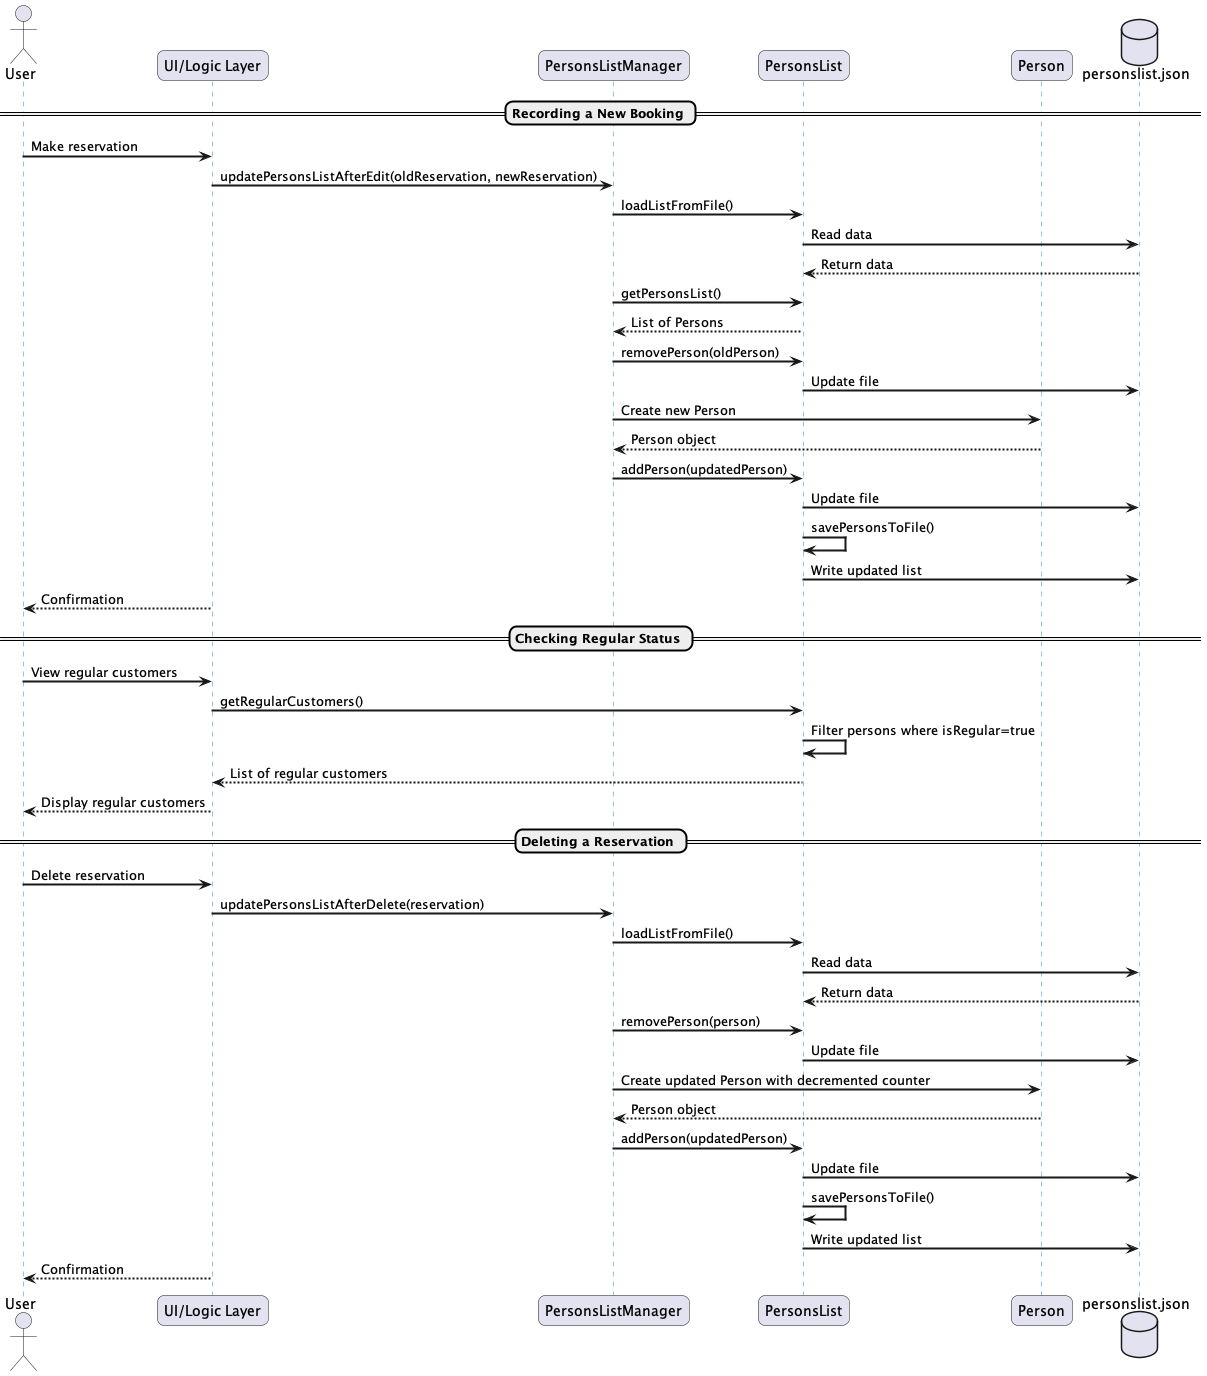 User
UI/Logic Layer
PersonsListManager
PersonsList
Person
personslist.json
Recording a New Booking
Make reservation
updatePersonsListAfterEdit(oldReservation, newReservation)
loadListFromFile()
Read data
Return data
getPersonsList()
List of Persons
removePerson(oldPerson)
Update file
Create new Person
Person object
addPerson(updatedPerson)
Update file
savePersonsToFile()
Write updated list
Confirmation
Checking Regular Status
View regular customers
getRegularCustomers()
Filter persons where isRegular=true
List of regular customers
Display regular customers
Deleting a Reservation
Delete reservation
updatePersonsListAfterDelete(reservation)
loadListFromFile()
Read data
Return data
removePerson(person)
Update file
Create updated Person with decremented counter
Person object
addPerson(updatedPerson)
Update file
savePersonsToFile()
Write updated list
Confirmation
User
UI/Logic Layer
PersonsListManager
PersonsList
Person
personslist.json